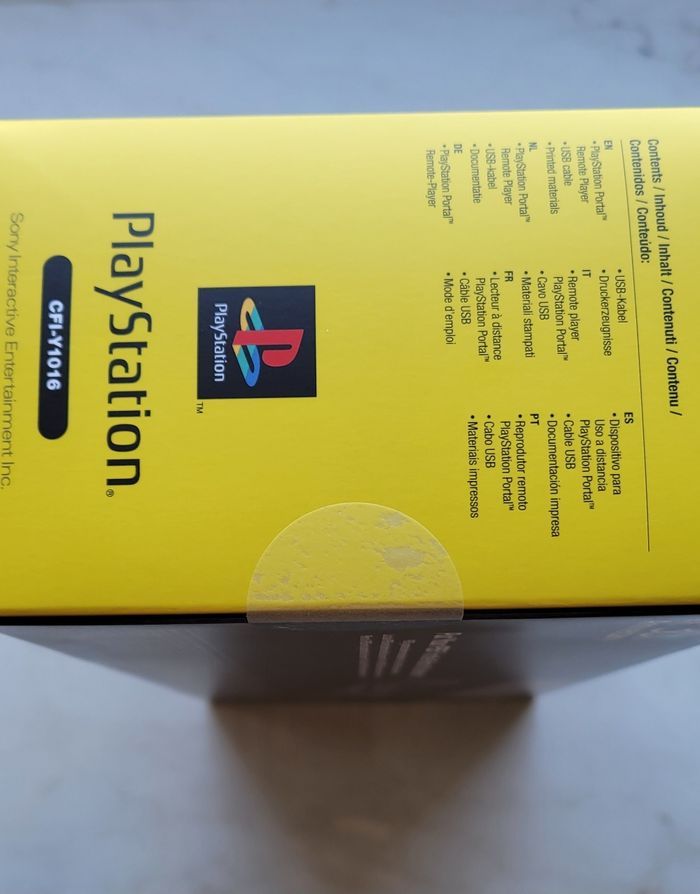 Contents / Inhoud / Inhalt / Contenuti / Contenu /
Contenidos / Conteúdo:
EN
• PlayStation Portal™
Remote Player
• USB cable
• Printed materials
NL
• PlayStation Portal™
Remote Player
• USB-kabel
• Documentatie
DE
• PlayStation Portal™
Remote-Player
• USB-Kabel
• Druckerzeugnisse
IT
• Remote player
PlayStation Portal™
• Cavo USB
• Materiali stampati
FR
• Lecteur à distance
PlayStation Portal™
• Câble USB
• Mode d'emploi
ES
• Dispositivo para
Uso a distancia
PlayStation Portal™
• Cable USB
• Documentación impresa
PT
• Reprodutor remoto
PlayStation Portal™
• Cabo USB
• Materiais impressos
PlayStation
™
PlayStation®
CFI-Y1016
Sony Interactive Entertainment Inc.